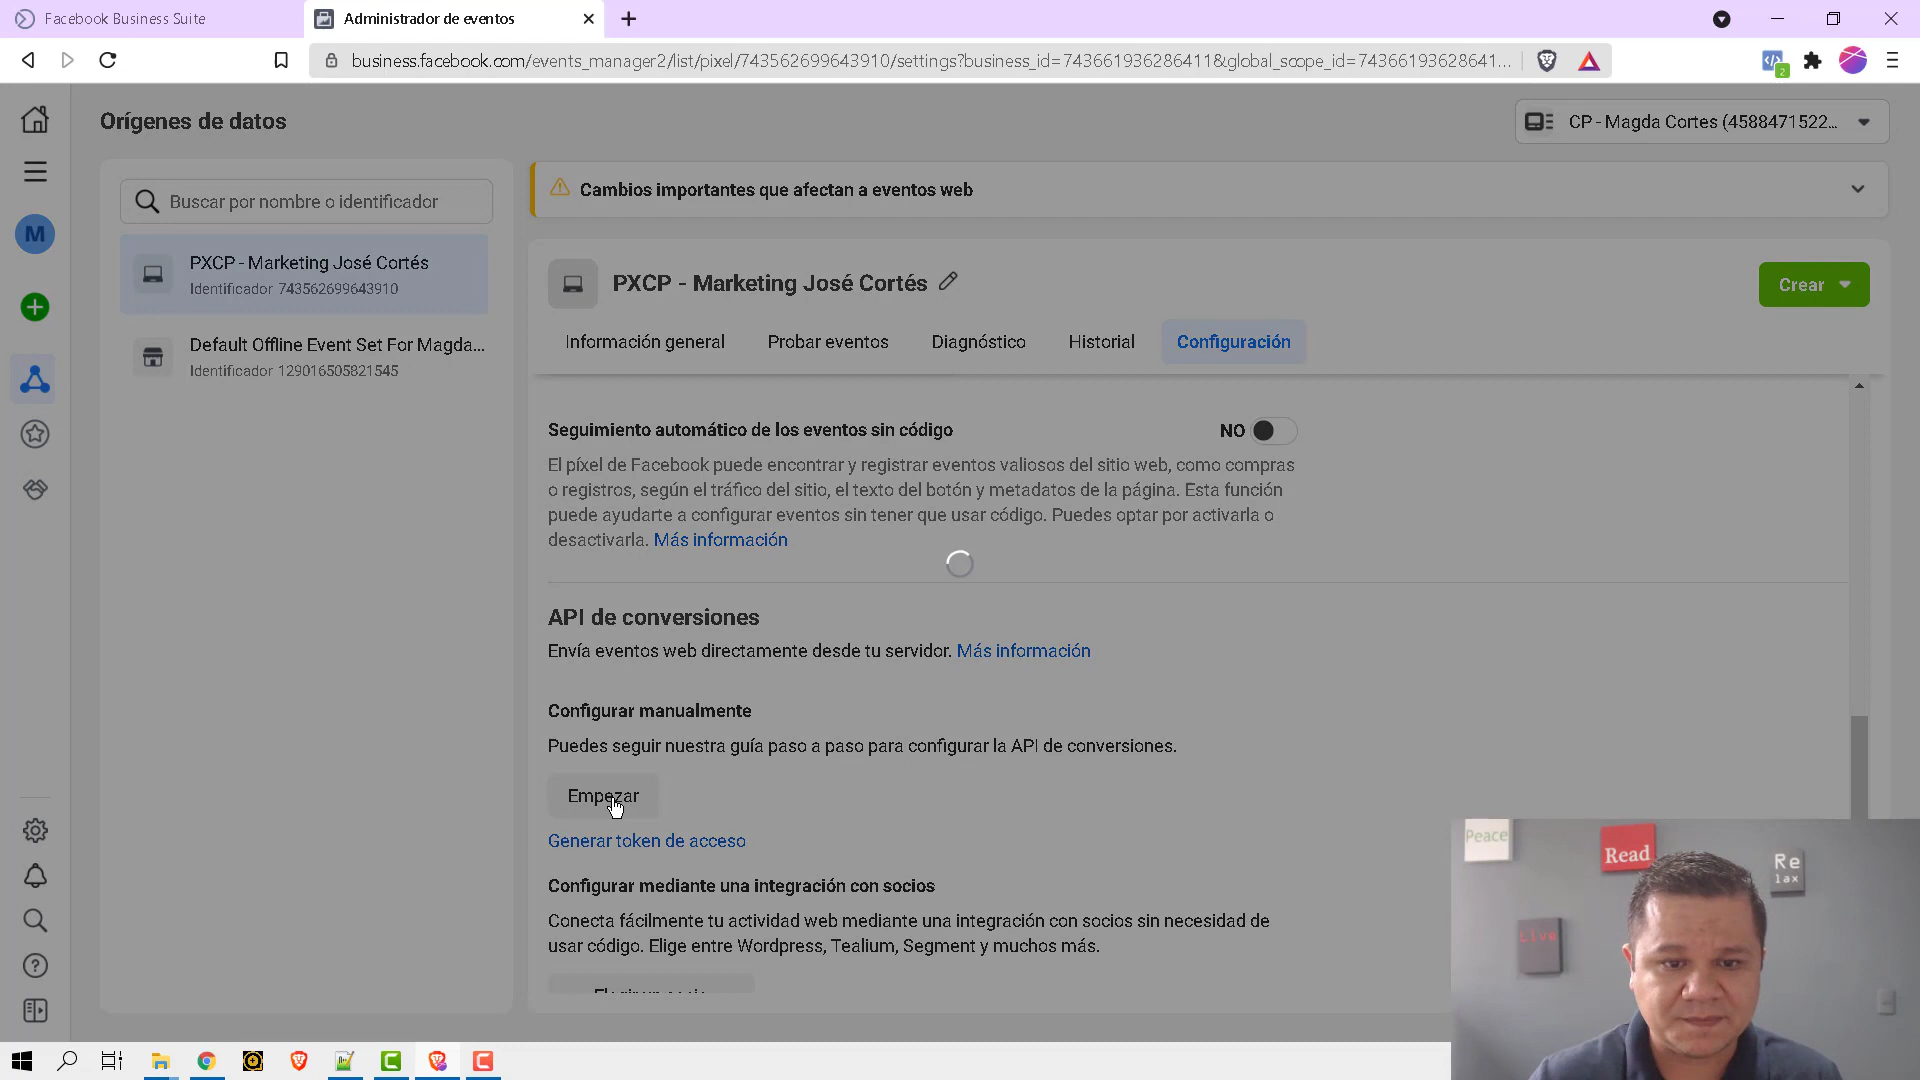 Facebook Business Suite
Administrador de eventos
business.facebook.com/events_manager2/list/pixel/743562699643910/settings?business_id=743661936286411&global_scope_id=74366193628641...
2
Orígenes de datos
CP - Magda Cortes (4588471522...
Buscar por nombre o identificador
Cambios importantes que afectan a eventos web
M
PXCP - Marketing José Cortés
Identificador 743562699643910
Default Offline Event Set For Magda...
Identificador 129016505821545
PXCP - Marketing José Cortés
Crear
Información general
Probar eventos
Diagnóstico
Historial
Configuración
Seguimiento automático de los eventos sin código
NO
El píxel de Facebook puede encontrar y registrar eventos valiosos del sitio web, como compras
o registros, según el tráfico del sitio, el texto del botón y metadatos de la página. Esta función
puede ayudarte a configurar eventos sin tener que usar código. Puedes optar por activarla o
desactivarla. Más información
API de conversiones
Envía eventos web directamente desde tu servidor. Más información
Configurar manualmente
Puedes seguir nuestra guía paso a paso para configurar la API de conversiones.
Empezar
Generar token de acceso
Configurar mediante una integración con socios
Conecta fácilmente tu actividad web mediante una integración con socios sin necesidad de
usar código. Elige entre Wordpress, Tealium, Segment y muchos más.
Peace
Read
Re
lax
Live